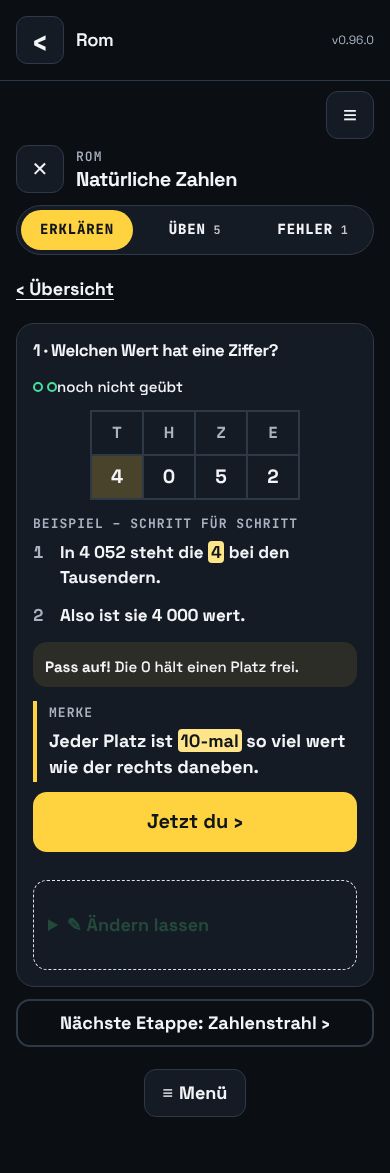 < Rom v0.96.0
≡
✕ ROM
Natürliche Zahlen
ERKLÄREN ÜBEN 5 FEHLER 1
< Übersicht
1 · Welchen Wert hat eine Ziffer?
noch nicht geübt
T H Z E
4 0 5 2
BEISPIEL – SCHRITT FÜR SCHRITT
1 In 4 052 steht die 4 bei den
Tausendern.
2 Also ist sie 4 000 wert.
Pass auf! Die 0 hält einen Platz frei.
MERKE
Jeder Platz ist 10-mal so viel wert
wie der rechts daneben.
Jetzt du >
▶ ✎ Ändern lassen
Nächste Etappe: Zahlenstrahl >
≡ Menü